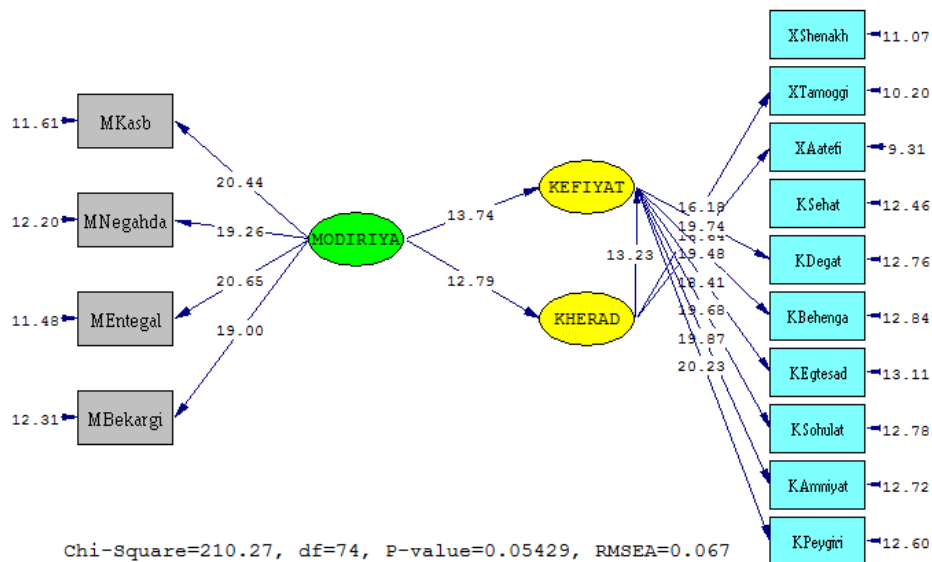 XShenakh
11.07
XTamoggi
10.20
MKasb
11.61
XAatefi
9.31
20.44
KEFIYAT
16.18
KSehat
12.46
MNegahda
12.20
19.26
MODIRIYA
13.74
19.74
KDegat
12.76
13.23
19.48
20.65
12.79
18.41
MEntegal
11.48
KHERAD
19.68
KBehenga
12.84
19.00
19.87
20.23
KEgtesad
13.11
MBekargi
12.31
KSohulat
12.78
KAmniyat
12.72
KPeygiri
12.60
Chi-Square=210.27, df=74, P-value=0.05429, RMSEA=0.067